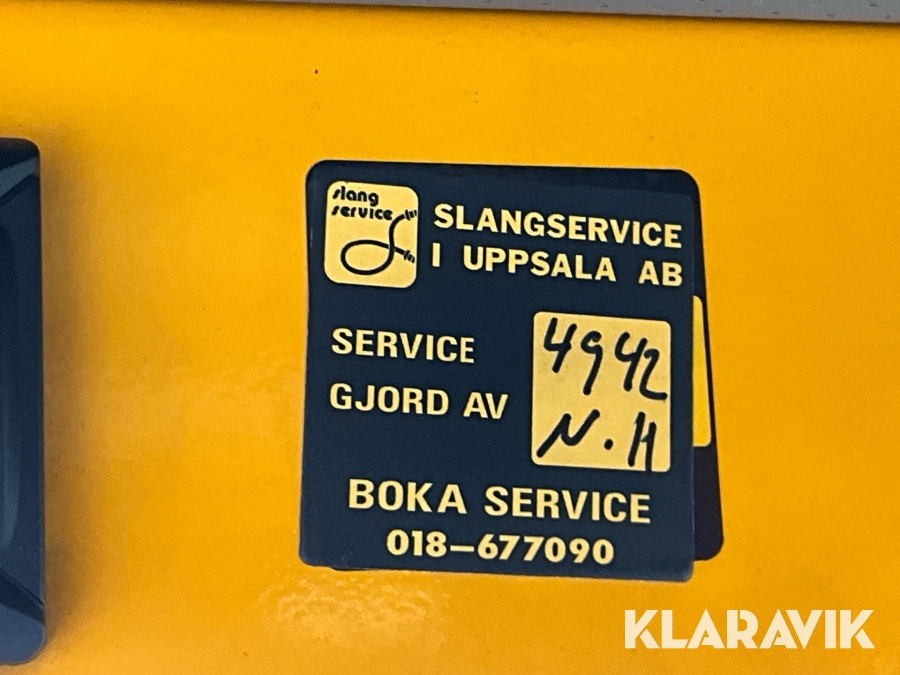 slang
service
SLANGSERVICE
I UPPSALA AB
SERVICE
GJORD AV
4942
N.H
BOKA SERVICE
018-677090
KLARAVIK